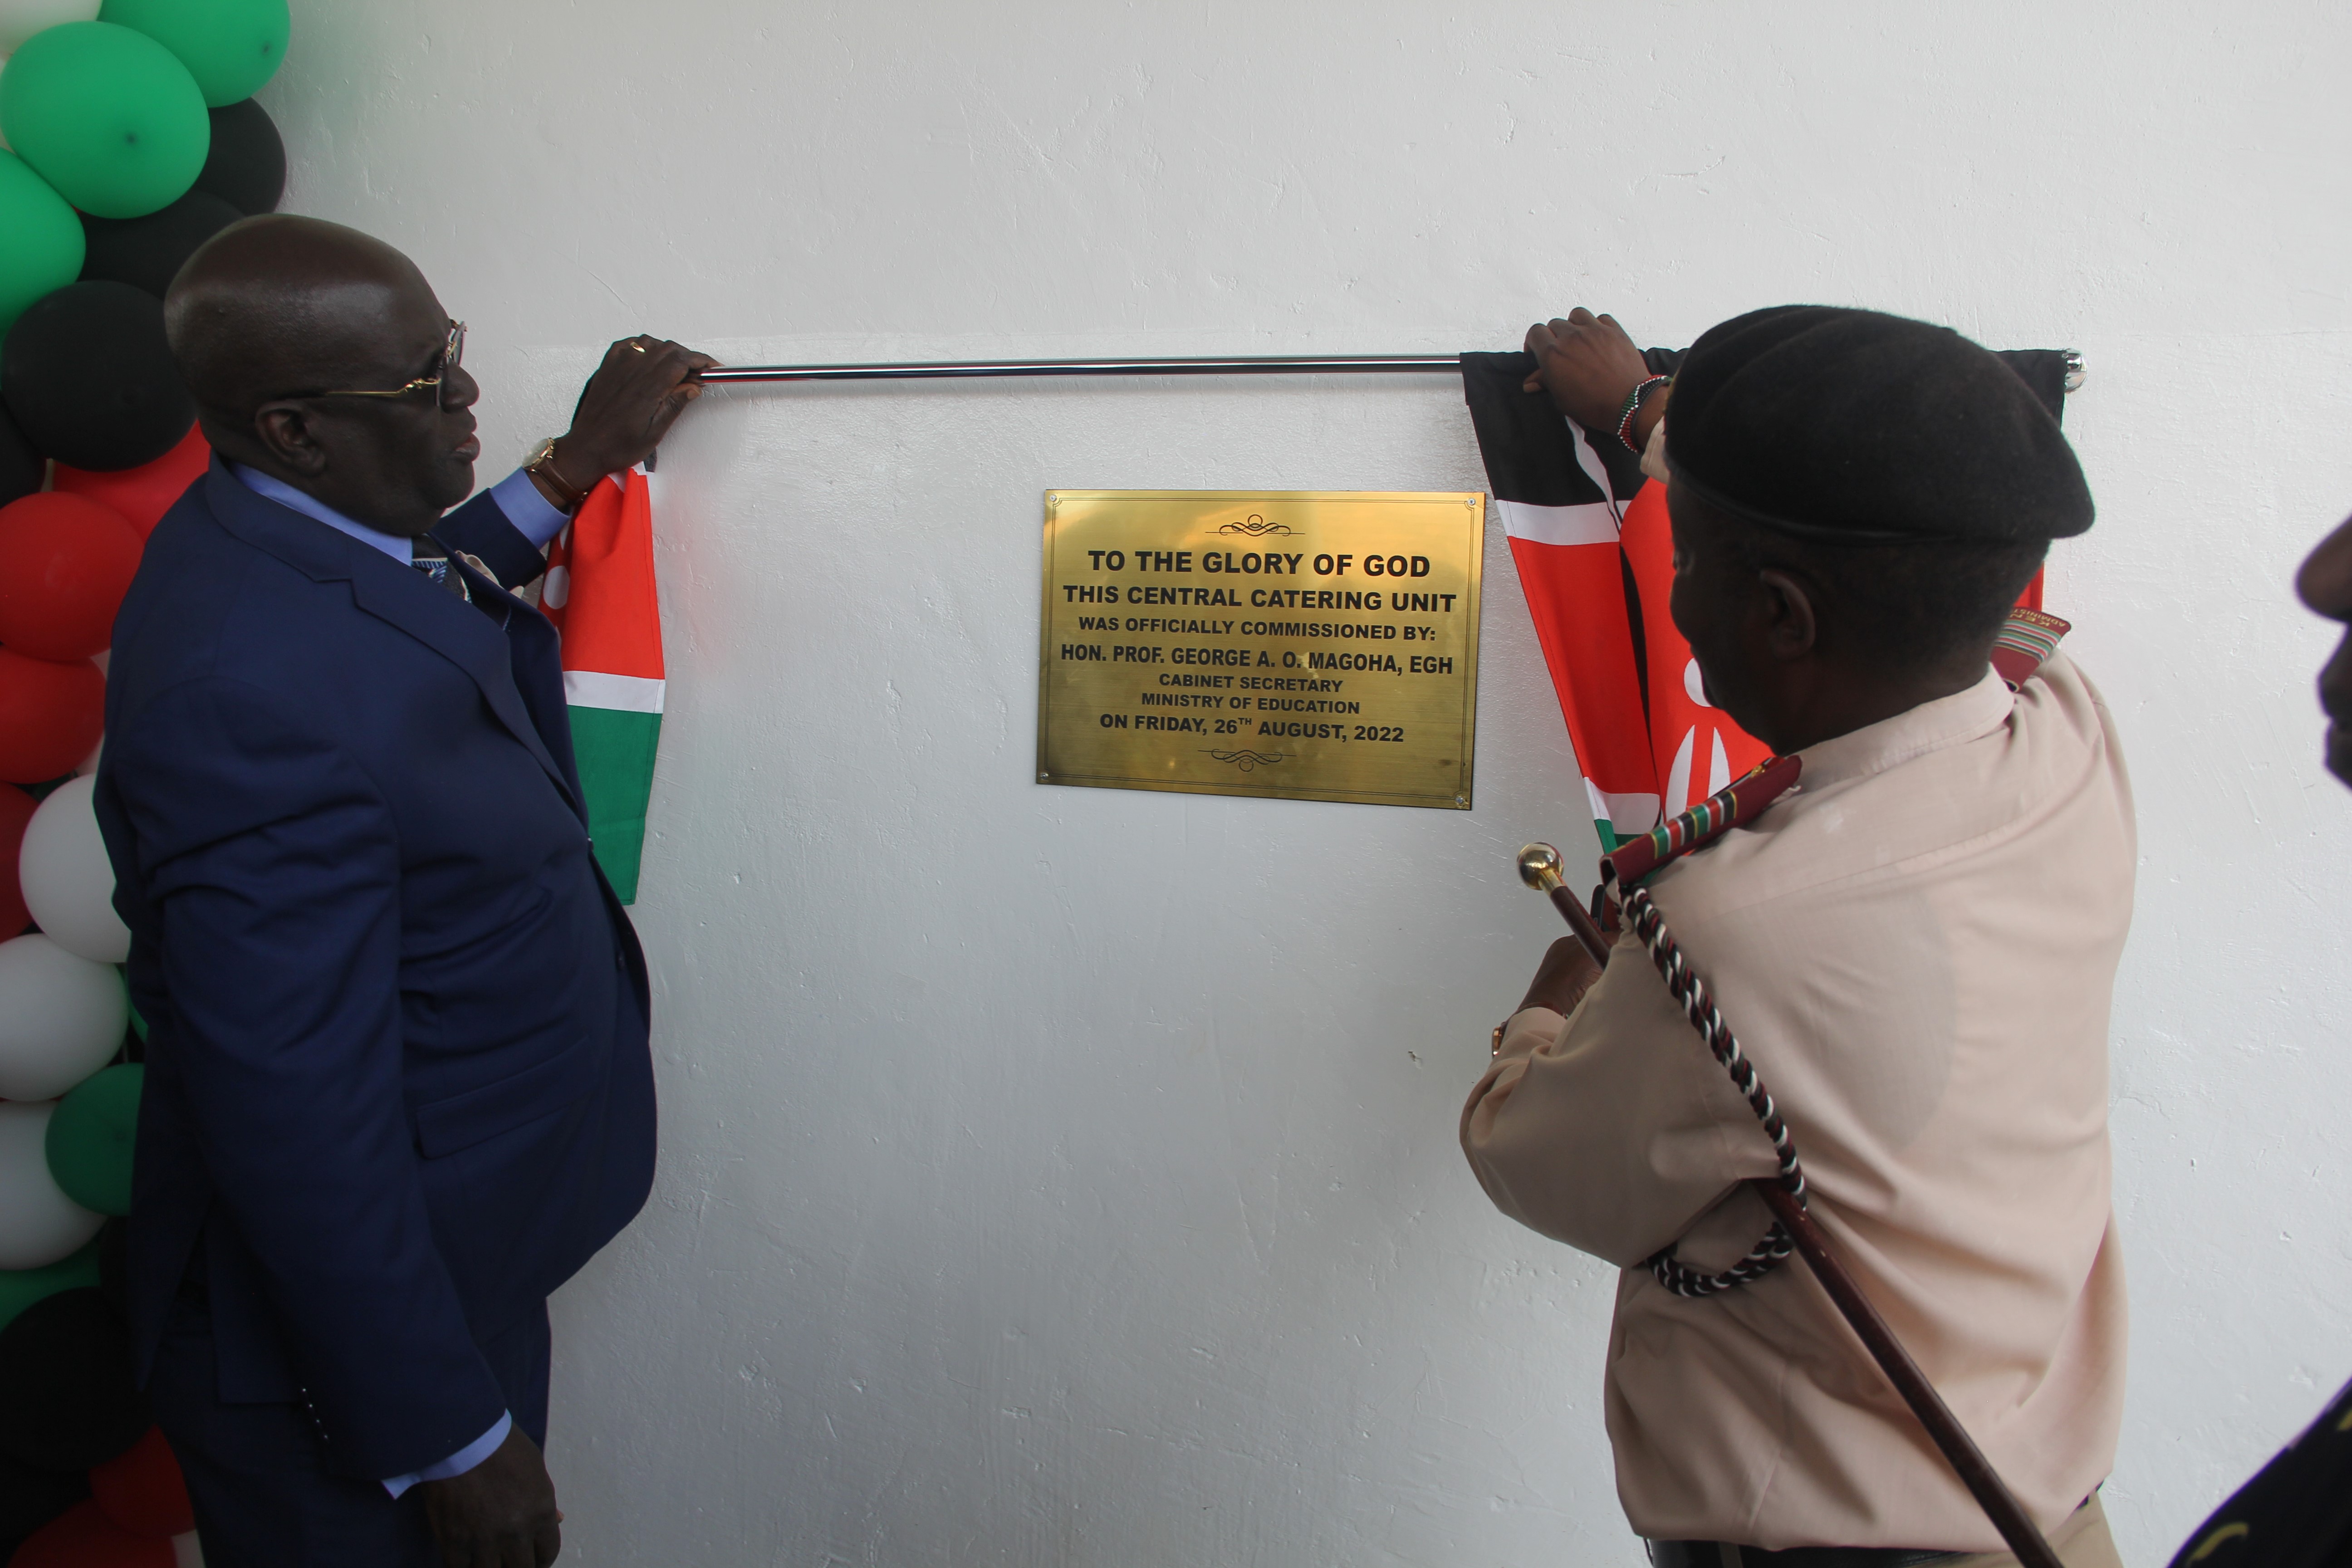 TO THE GLORY OF GOD
THIS CENTRAL CATERING UNIT
WAS OFFICIALLY COMMISSIONED BY:
HON. PROF. GEORGE A. O. MAGOHA, EGH
CABINET SECRETARY
MINISTRY OF EDUCATION
ON FRIDAY, 26TH AUGUST, 2022